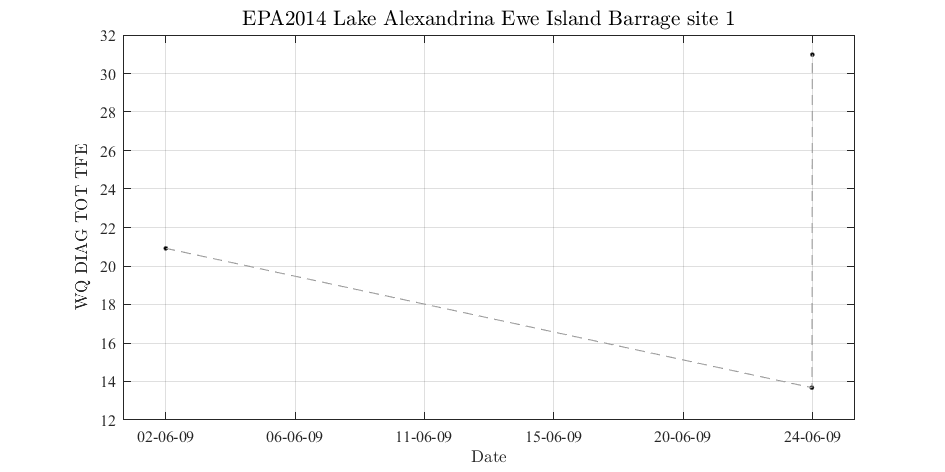 EPA2014 Lake Alexandrina Ewe Island Barrage site 1
32
30
28
26
24
22
20
18
16
14
12
WQ DIAG TOT TFE
02-06-09 06-06-09 11-06-09 15-06-09 20-06-09 24-06-09
Date